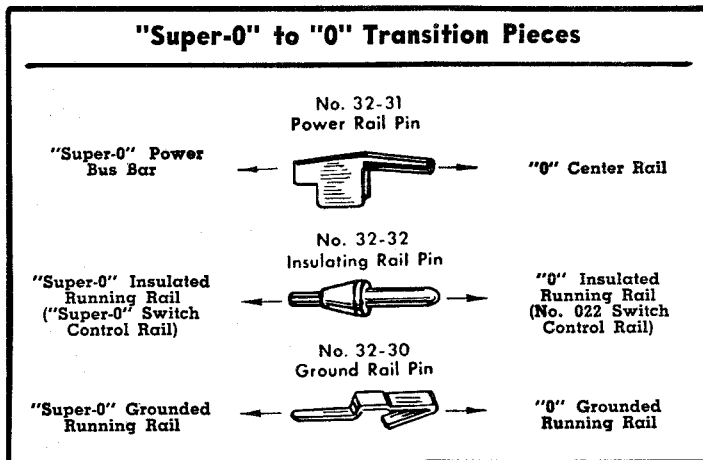 "Super-0" to "0" Transition Pieces
No. 32-31
Power Rail Pin
"Super-0" Power
Bus Bar
"0" Center Rail
No. 32-32
Insulating Rail Pin
"Super-0" Insulated
Running Rail
("Super-0" Switch
Control Rail)
"0" Insulated
Running Rail
(No. 022 Switch
Control Rail)
No. 32-30
Ground Rail Pin
"Super-0" Grounded
Running Rail
"0" Grounded
Running Rail